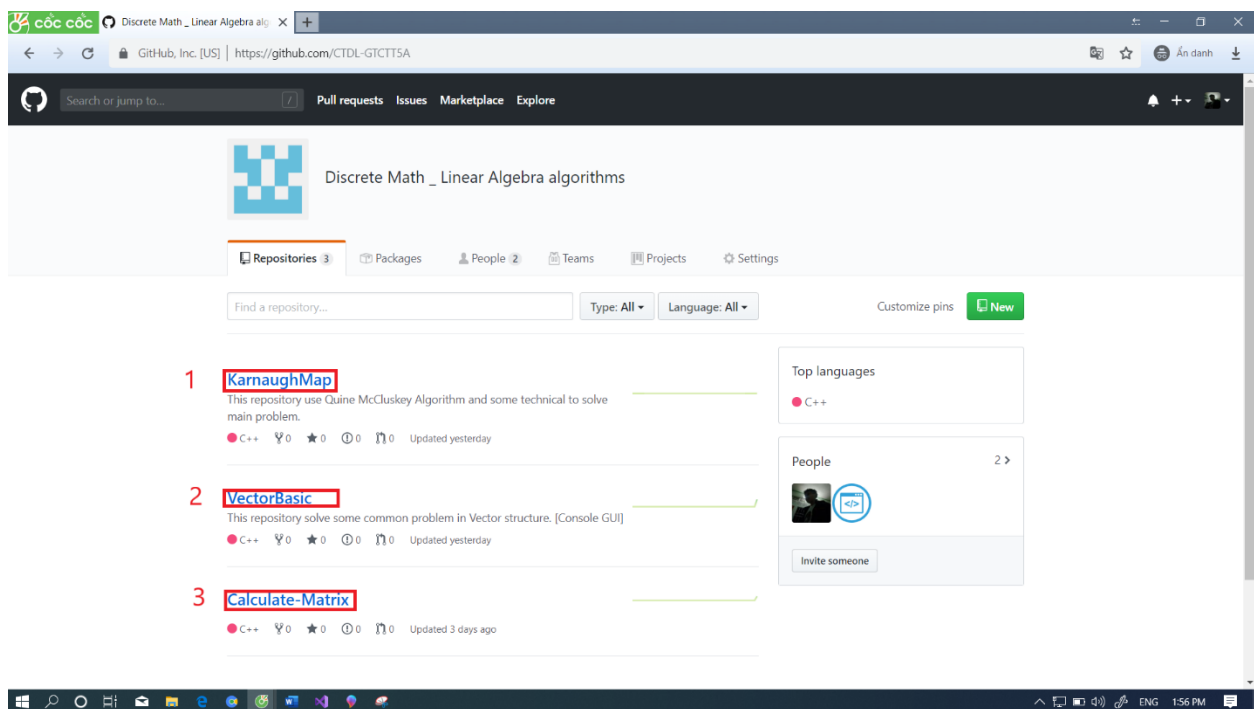 cốc cốc Discrete Math _ Linear Algebra alg
GitHub, Inc. [US] | https://github.com/CTDL-GTCTT5A Ẩn danh
Search or jump to... / Pull requests Issues Marketplace Explore
Discrete Math _ Linear Algebra algorithms
Repositories 3 Packages People 2 Teams Projects Settings
Find a repository... Type: All Language: All Customize pins New
1 KarnaughMap
This repository use Quine McCluskey Algorithm and some technical to solve
main problem.
C++ 0 0 0 0 Updated yesterday
2 VectorBasic
This repository solve some common problem in Vector structure. [Console GUI]
C++ 0 0 0 0 Updated yesterday
3 Calculate-Matrix
C++ 0 0 0 0 Updated 3 days ago
Top languages
C++
People 2
Invite someone
ENG 1:56 PM